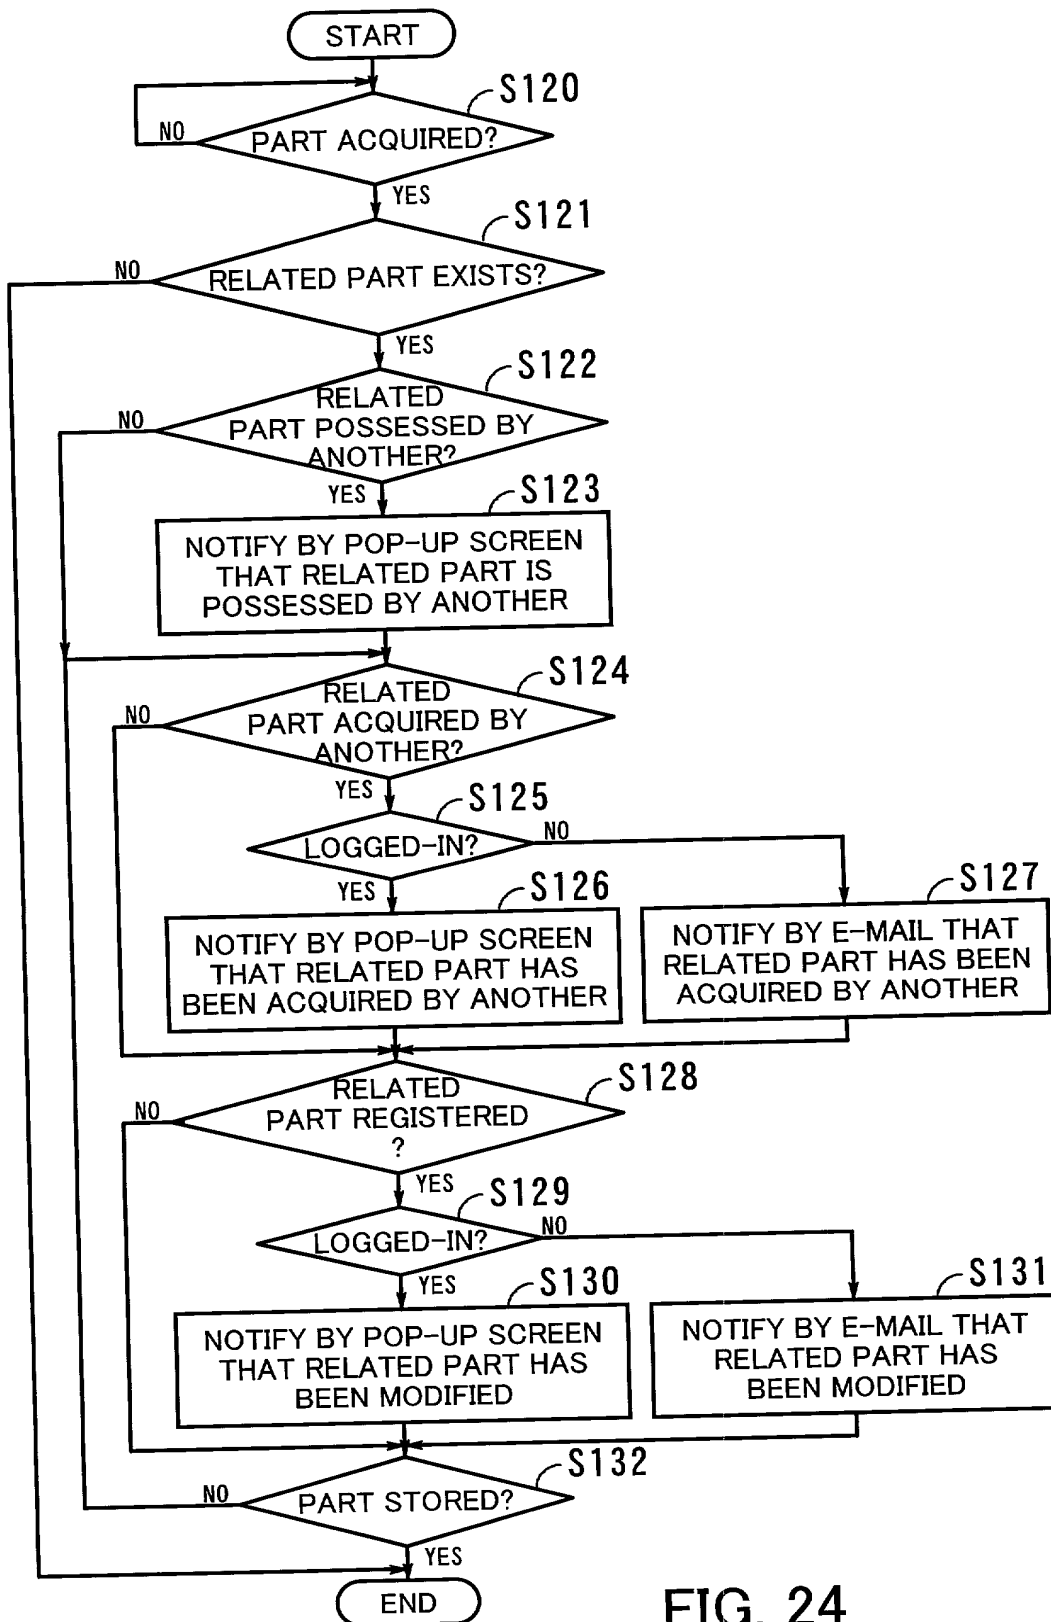 START
S120
NO
PART ACQUIRED?
YES
S121
NO
RELATED PART EXISTS?
YES
S122
RELATED
NO
PART POSSESSED BY
ANOTHER?
YES
S123
NOTIFY BY POP-UP SCREEN
THAT RELATED PART IS
POSSESSED BY ANOTHER
S124
RELATED
NO
PART ACQUIRED BY
ANOTHER?
YES
S125
LOGGED-IN?
NO
YES
S126
S127
NOTIFY BY POP-UP SCREEN
THAT RELATED PART HAS
BEEN ACQUIRED BY ANOTHER
NOTIFY BY E-MAIL THAT
RELATED PART HAS BEEN
ACQUIRED BY ANOTHER
S128
RELATED
NO
PART REGISTERED
?
YES
S129
LOGGED-IN?
NO
YES
S130
S131
NOTIFY BY POP-UP SCREEN
THAT RELATED PART HAS
BEEN MODIFIED
NOTIFY BY E-MAIL THAT
RELATED PART HAS
BEEN MODIFIED
S132
NO
PART STORED?
YES
END
FIG. 24